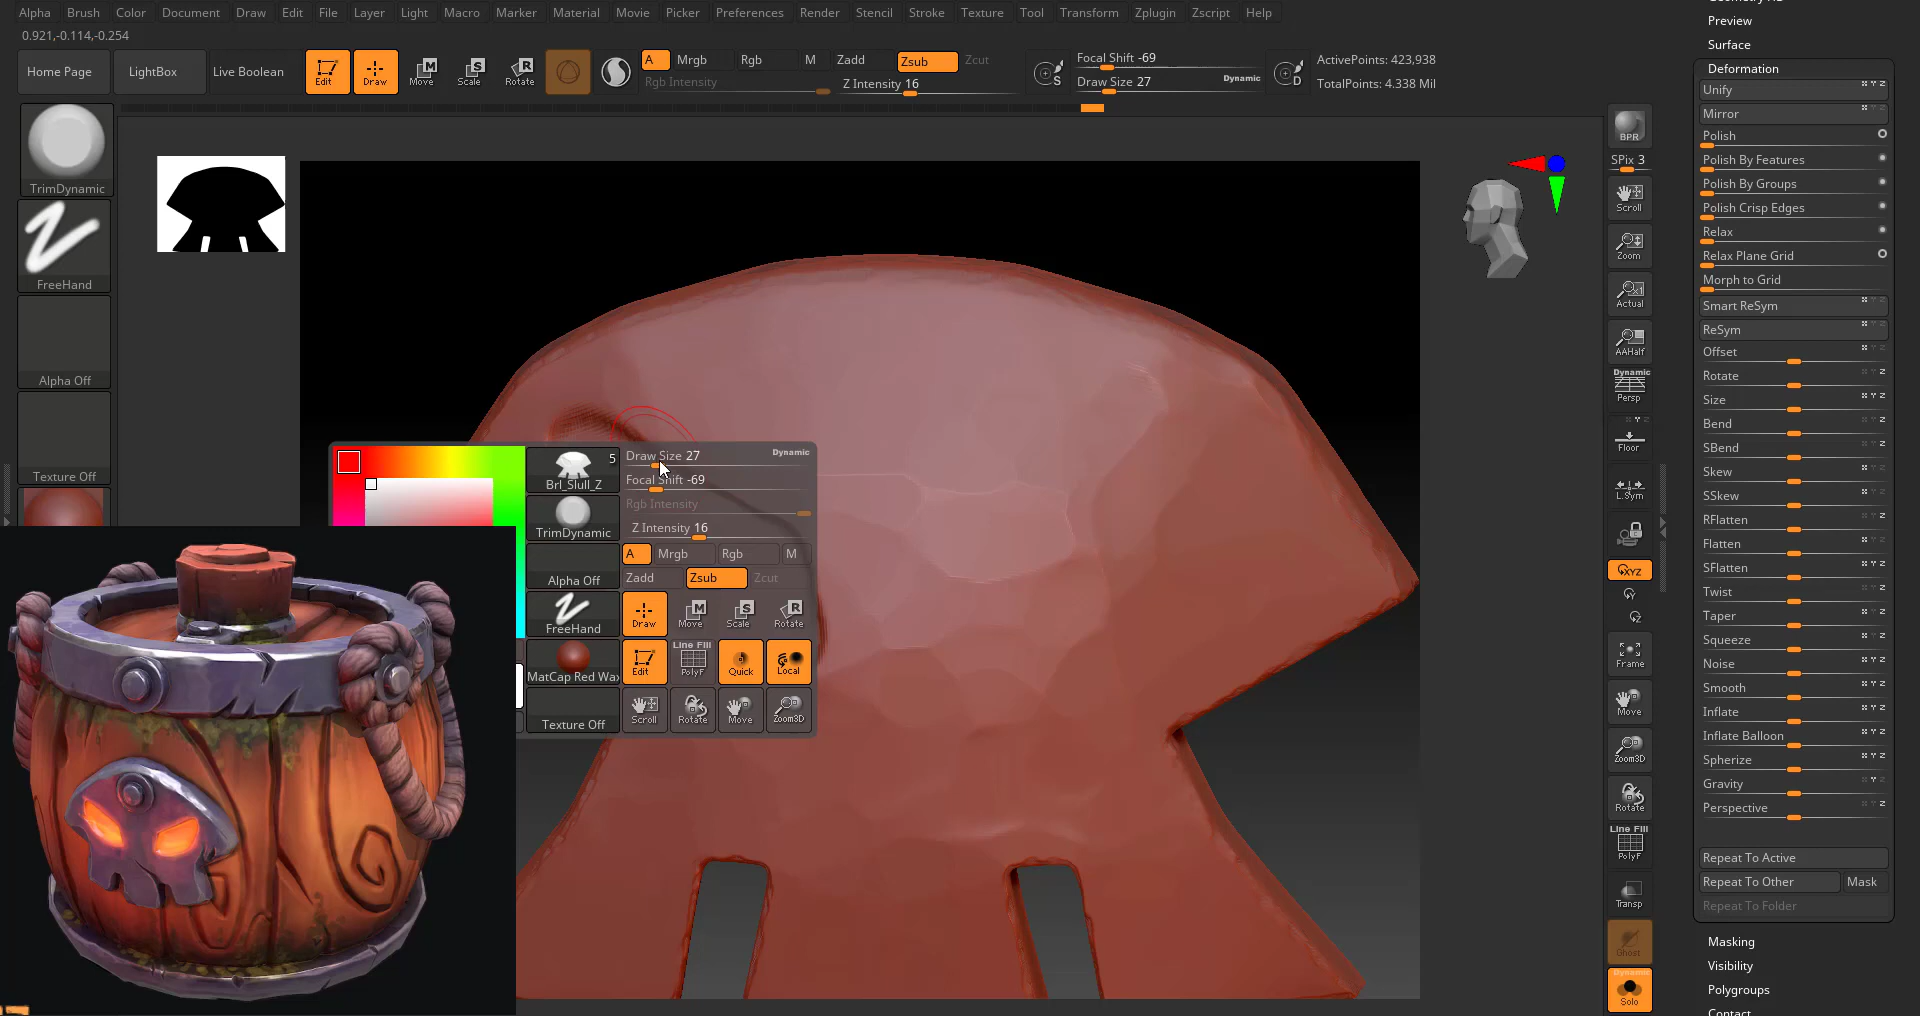 Alpha Brush Color Document Draw Edit File Layer Light Macro Marker Material Movie Picker Preferences Render Stencil Stroke Texture Tool Transform Zplugin Zscript Help
0.921,-0.114,-0.254
Home Page
LightBox
Live Boolean
Edit
Draw
Move
Scale
Rotate
A
Mrgb
Rgb
M
Zadd
Zsub
Zcut
Rgb Intensity
Z Intensity 16
Focal Shift -69
Draw Size 27
Dynamic
ActivePoints: 423,938
TotalPoints: 4.338 Mil
TrimDynamic
FreeHand
Alpha Off
Texture Off
Draw Size 27
Dynamic
Focal Shift -69
Rgb Intensity
Z Intensity 16
A
Mrgb
Rgb
M
Zadd
Zsub
Zcut
5
Brl_Slull_Z
TrimDynamic
Alpha Off
FreeHand
MatCap Red Wax
Texture Off
Draw
Move
Scale
Rotate
Edit
Line Fill
PolyF
Quick
Local
Scroll
Rotate
Move
Zoom3D
BPR
SPix 3
Scroll
Zoom
Actual
AAHalf
Dynamic
Persp
Floor
L.Sym
XYZ
Frame
Move
Zoom3D
Rotate
Line Fill
PolyF
Transp
Ghost
Dynamic
Solo
Preview
Surface
Deformation
Unify
Mirror
Polish
Polish By Features
Polish By Groups
Polish Crisp Edges
Relax
Relax Plane Grid
Morph to Grid
Smart ReSym
ReSym
Offset
Rotate
Size
Bend
SBend
Skew
SSkew
RFlatten
Flatten
SFlatten
Twist
Taper
Squeeze
Noise
Smooth
Inflate
Inflate Balloon
Spherize
Gravity
Perspective
Repeat To Active
Repeat To Other
Mask
Repeat To Folder
Masking
Visibility
Polygroups
Contact